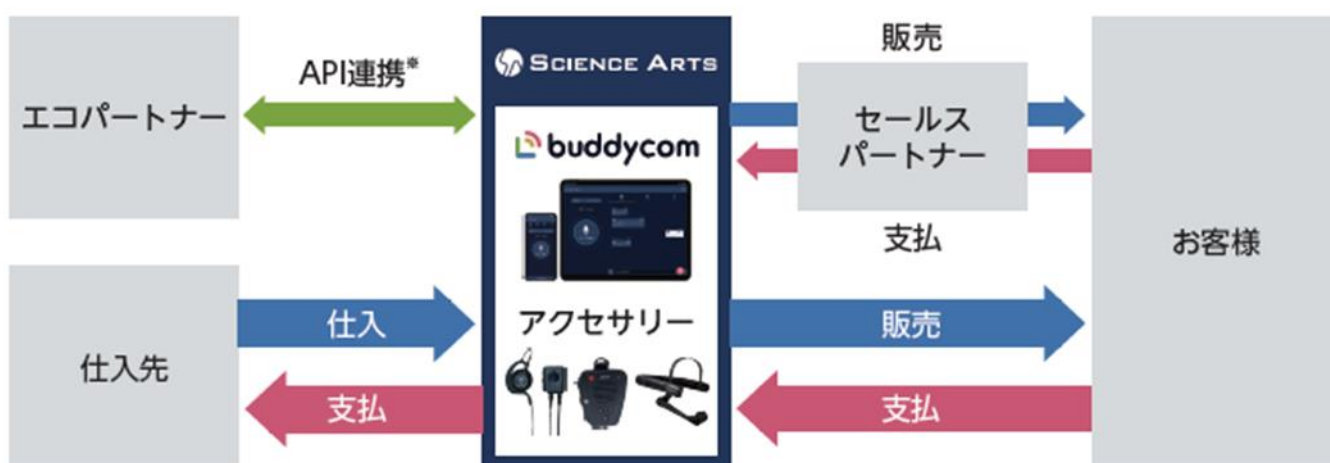 エコパートナー
API連携※
仕入先
仕入
支払
SCIENCE ARTS
buddycom
アクセサリー
販売
セールス
パートナー
支払
販売
支払
お客様